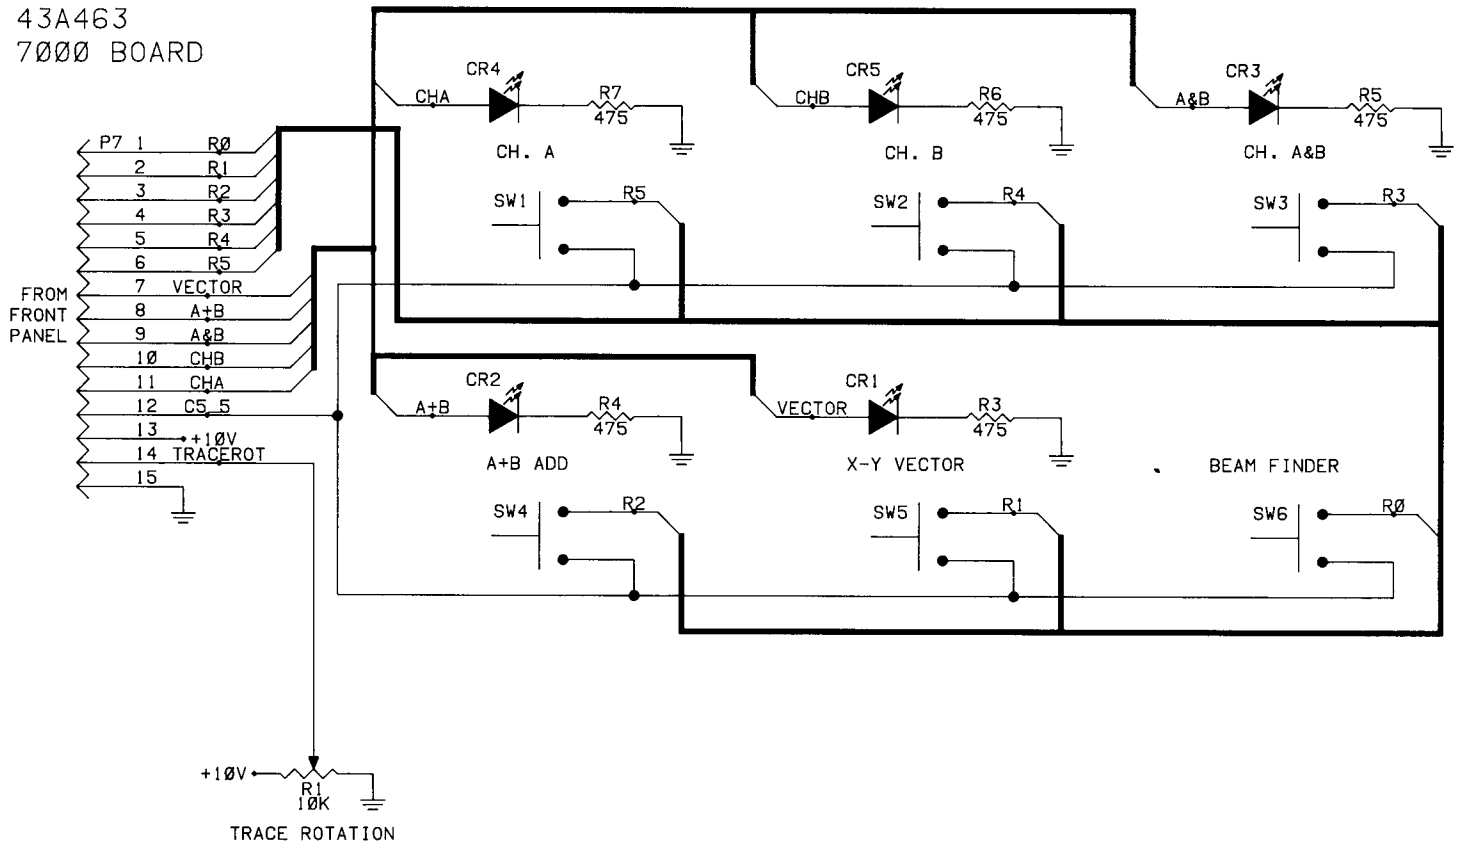 43A463
7ØØØ BOARD
CR4
CHA
R7
475
CH. A
CR5
CHB
R6
475
CH. B
CR3
A&B
R5
475
CH. A&B
P7 1 RØ
2 R1
3 R2
4 R3
5 R4
6 R5
7 VECTOR
8 A+B
9 A&B
1Ø CHB
11 CHA
12 C5_5
13 +1ØV
14 TRACEROT
15
FROM
FRONT
PANEL
SW1
R5
SW2
R4
SW3
R3
CR2
A+B
R4
475
A+B ADD
CR1
VECTOR
R3
475
X-Y VECTOR
BEAM FINDER
SW4
R2
SW5
R1
SW6
RØ
+1ØV
R1
1ØK
TRACE ROTATION